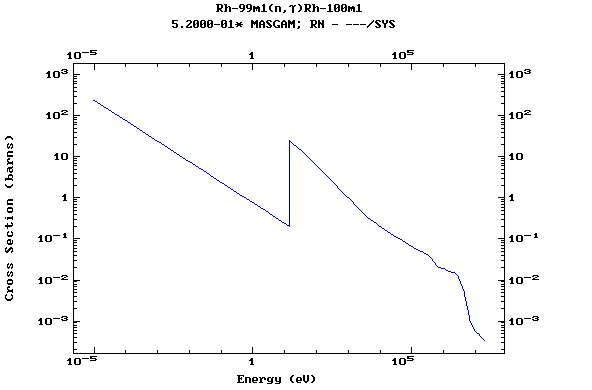 Rh-99m1(n,γ)Rh-100m1
5.2000-01* MASGAM; RN - ---/SYS
10⁻⁵ 1 10⁵
10³ 10³
10² 10²
10 10
1 1
10⁻¹ 10⁻¹
10⁻² 10⁻²
10⁻³ 10⁻³
10⁻⁵ 1 10⁵
Cross Section (barns)
Energy (eV)